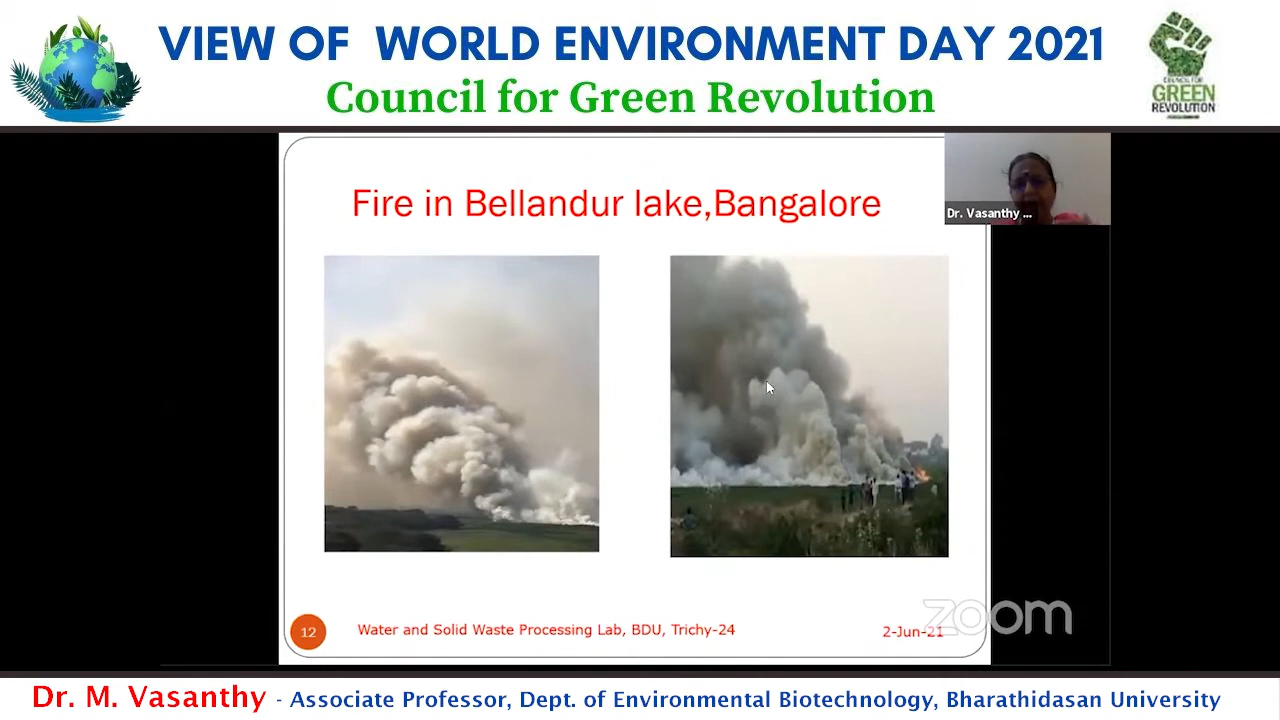 VIEW OF WORLD ENVIRONMENT DAY 2021
Council for Green Revolution
COUNCIL FOR
GREEN
REVOLUTION
Fire in Bellandur lake,Bangalore
Dr. Vasanthy ...
12
Water and Solid Waste Processing Lab, BDU, Trichy-24
2-Jun-21
zoom
Dr. M. Vasanthy - Associate Professor, Dept. of Environmental Biotechnology, Bharathidasan University